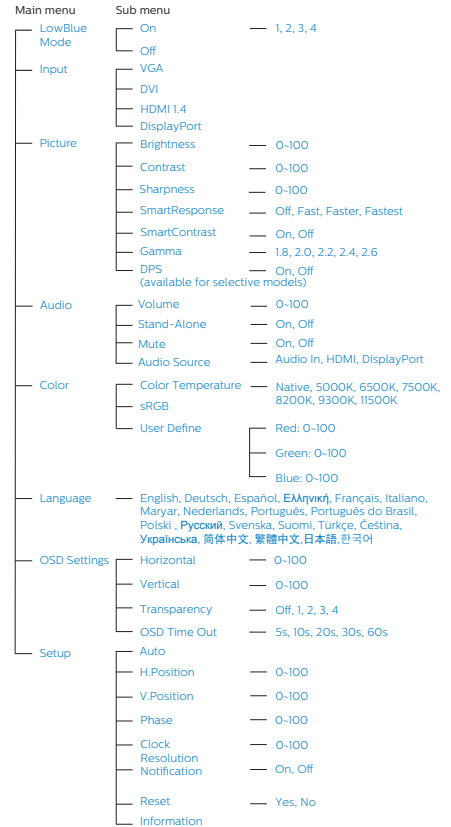 Main menu Sub menu
LowBlue Mode On 1, 2, 3, 4
Off
Input VGA
DVI
HDMI 1.4
DisplayPort
Picture Brightness 0~100
Contrast 0~100
Sharpness 0~100
SmartResponse Off, Fast, Faster, Fastest
SmartContrast On, Off
Gamma 1.8, 2.0, 2.2, 2.4, 2.6
DPS On, Off
(available for selective models)
Audio Volume 0~100
Stand-Alone On, Off
Mute On, Off
Audio Source Audio In, HDMI, DisplayPort
Color Color Temperature Native, 5000K, 6500K, 7500K,
8200K, 9300K, 11500K
sRGB
User Define Red: 0~100
Green: 0~100
Blue: 0~100
Language English, Deutsch, Español, Ελληνική, Français, Italiano,
Maryar, Nederlands, Português, Português do Brasil,
Polski , Русский, Svenska, Suomi, Türkçe, Čeština,
Українська, 简体中文, 繁體中文,日本語,한국어
OSD Settings Horizontal 0~100
Vertical 0~100
Transparency Off, 1, 2, 3, 4
OSD Time Out 5s, 10s, 20s, 30s, 60s
Setup Auto
H.Position 0~100
V.Position 0~100
Phase 0~100
Clock 0~100
Resolution
Notification On, Off
Reset Yes, No
Information